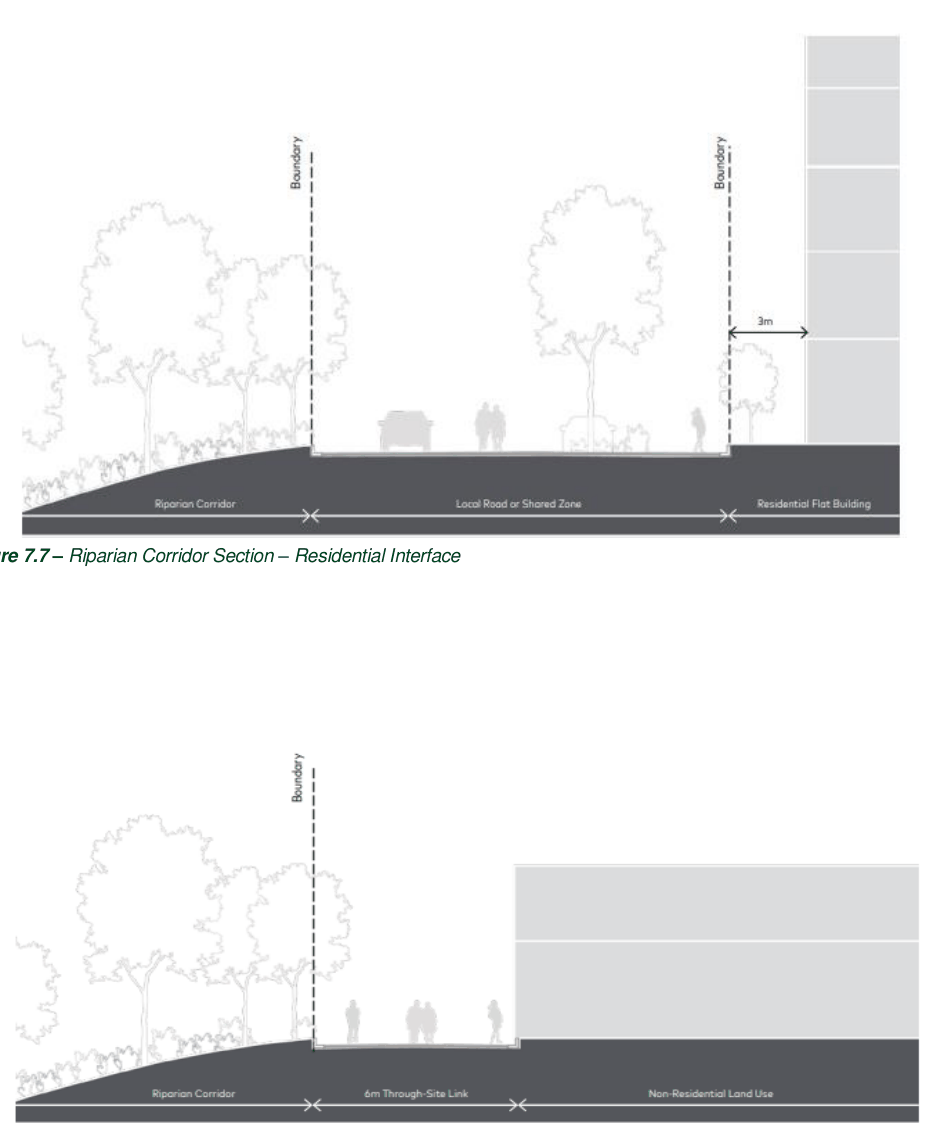 Boundary
Boundary
3m
Riparian Corridor
Local Road or Shared Zone
Residential Flat Building
re 7.7 – Riparian Corridor Section – Residential Interface
Boundary
Riparian Corridor
6m Through-Site Link
Non-Residential Land Use